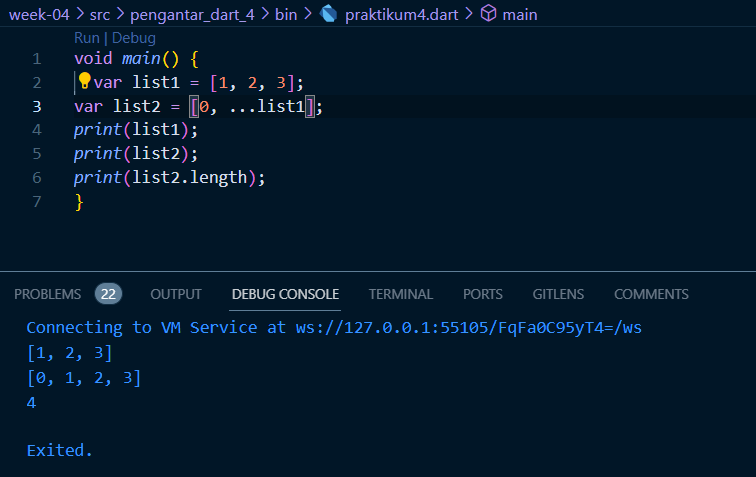 week-04 > src > pengantar_dart_4 > bin > praktikum4.dart > main
Run | Debug
1 void main() {
2 var list1 = [1, 2, 3];
3 var list2 = [0, ...list1];
4 print(list1);
5 print(list2);
6 print(list2.length);
7 }
PROBLEMS 22 OUTPUT DEBUG CONSOLE TERMINAL PORTS GITLENS COMMENTS
Connecting to VM Service at ws://127.0.0.1:55105/FqFa0C95yT4=/ws
[1, 2, 3]
[0, 1, 2, 3]
4
Exited.